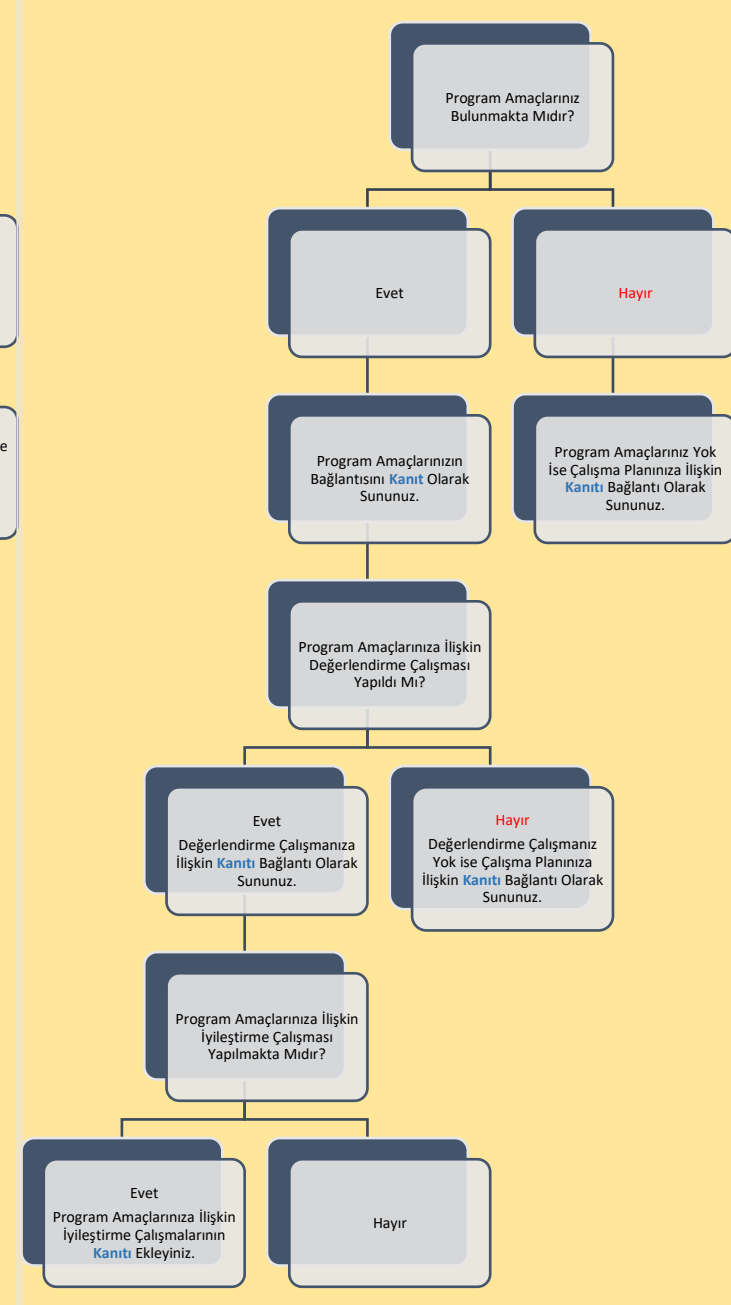 Program Amaçlarınız
Bulunmakta Mıdır?
Evet
Hayır
Program Amaçlarınızın
Bağlantısını Kanıt Olarak
Sununuz.
Program Amaçlarınız Yok
İse Çalışma Planınıza İlişkin
Kanıtı Bağlantı Olarak
Sununuz.
Program Amaçlarınıza İlişkin
Değerlendirme Çalışması
Yapıldı Mı?
Evet
Değerlendirme Çalışmanıza
İlişkin Kanıtı Bağlantı Olarak
Sununuz.
Hayır
Değerlendirme Çalışmanız
Yok ise Çalışma Planınıza
İlişkin Kanıtı Bağlantı Olarak
Sununuz.
Program Amaçlarınıza İlişkin
İyileştirme Çalışması
Yapılmakta Mıdır?
Evet
Program Amaçlarınıza İlişkin
İyileştirme Çalışmalarının
Kanıtı Ekleyiniz.
Hayır